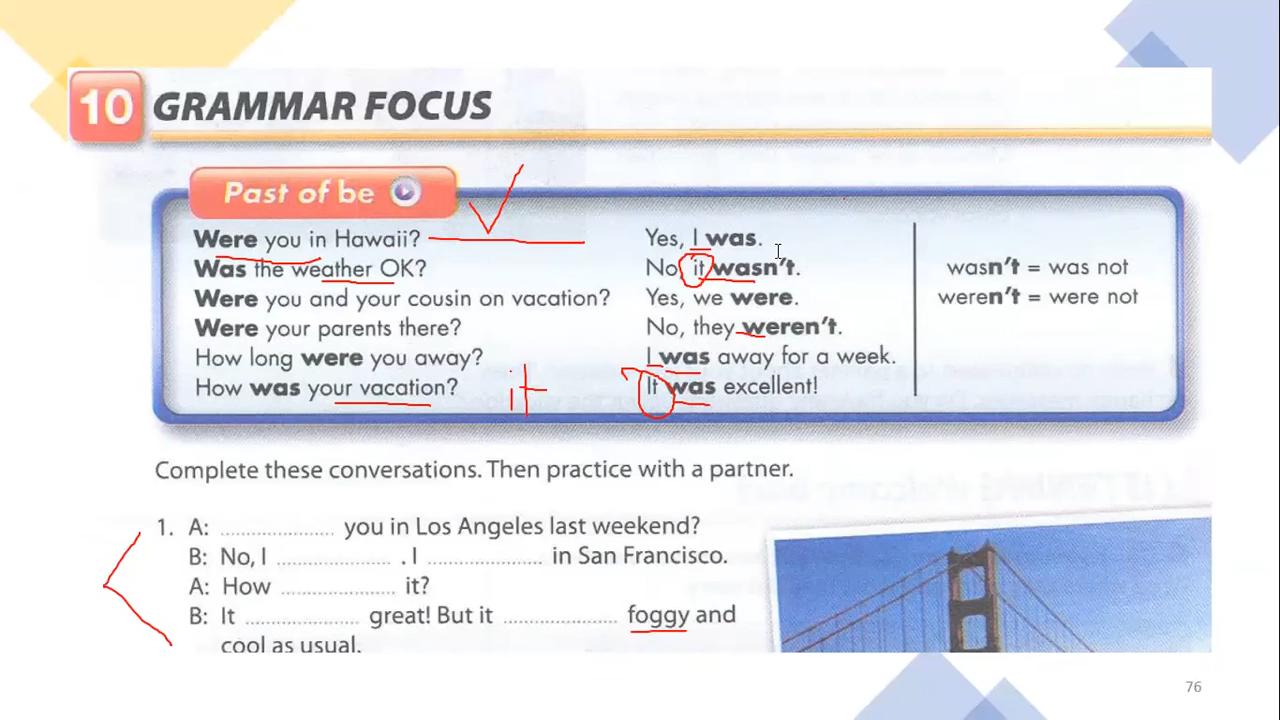 10 GRAMMAR FOCUS
Past of be
Were you in Hawaii? Yes, I was.
Was the weather OK? No, it wasn't. wasn't = was not
Were you and your cousin on vacation? Yes, we were. weren't = were not
Were your parents there? No, they weren't.
How long were you away? I was away for a week.
How was your vacation? it It was excellent!
Complete these conversations. Then practice with a partner.
1. A: .................... you in Los Angeles last weekend?
B: No, I .................... . I .................... in San Francisco.
A: How .................... it?
B: It .................... great! But it .................... foggy and
cool as usual.
76